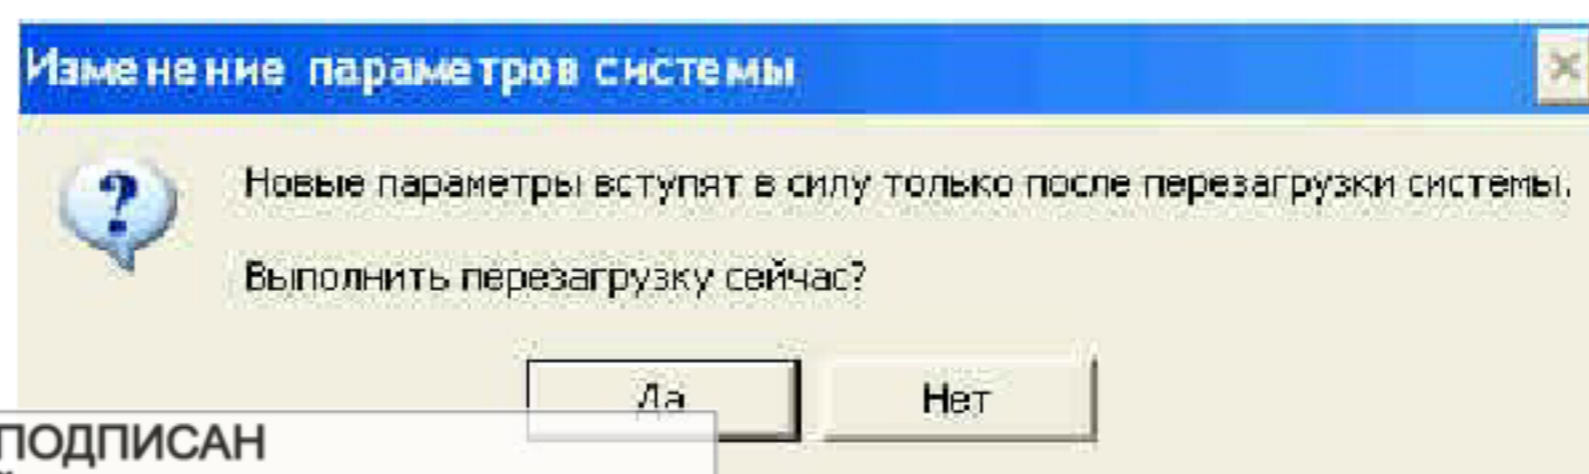 Изменение параметров системы
Новые параметры вступят в силу только после перезагрузки системы.
Выполнить перезагрузку сейчас?
Да Нет
ПОДПИСАН